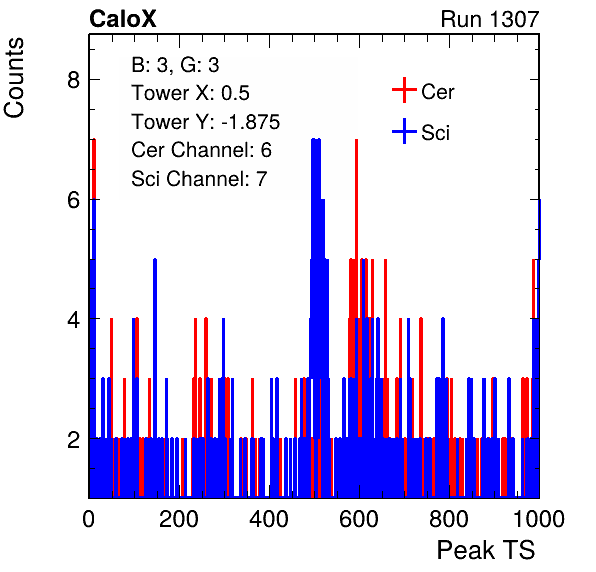 CaloX Run 1307
Counts
B: 3, G: 3
Tower X: 0.5
Tower Y: -1.875
Cer Channel: 6
Sci Channel: 7
Cer
Sci
8
6
4
2
0 200 400 600 800 1000
Peak TS